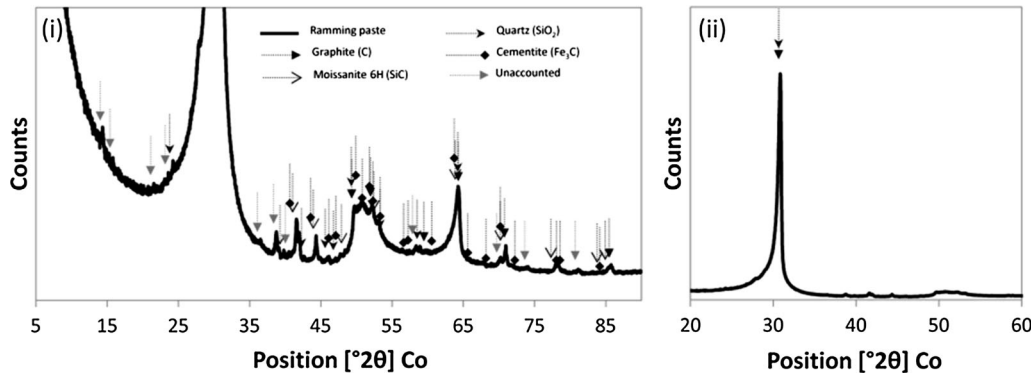 (i)
Ramming paste
Graphite (C)
Moissanite 6H (SiC)
Quartz (SiO₂)
Cementite (Fe₃C)
Unaccounted
Counts
5 15 25 35 45 55 65 75 85
Position [°2θ] Co
(ii)
Counts
20 30 40 50 60
Position [°2θ] Co